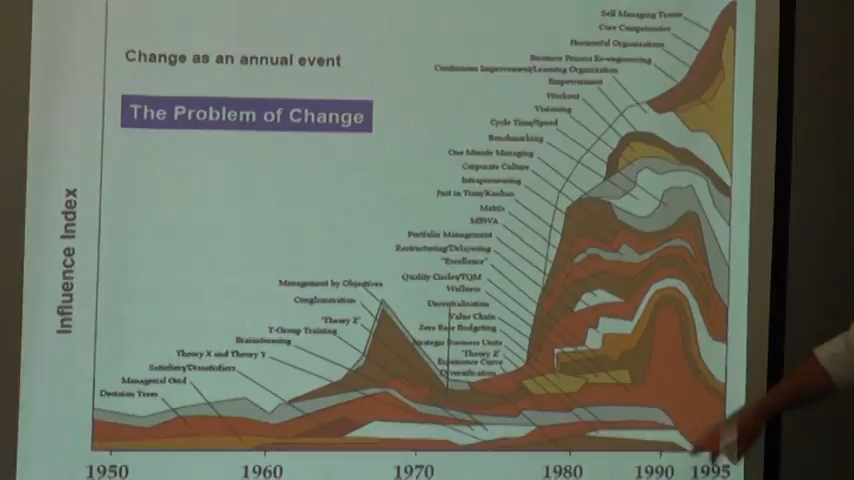 Change as an annual event
The Problem of Change
Influence Index
Self Managing Teams
Core Competencies
Horizontal Organizations
Business Process Re-engineering
Continuous Improvement/Learning Organization
Empowerment
Workout
Visioning
Cycle Time/Speed
Benchmarking
One Minute Managing
Corporate Culture
Intrapreneuring
Just in Time/Kanban
Matrix
MBWA
Portfolio Management
Restructuring/Delayering
"Excellence"
Quality Circles/TQM
Wellness
Decentralization
Value Chain
Zero Base Budgeting
Strategic Business Units
"Theory Z"
Experience Curve
Diversification
Management by Objectives
Conglomeration
"Theory Z"
T-Group Training
Brainstorming
Theory X and Theory Y
Satisfiers/Dissatisfiers
Managerial Grid
Decision Trees
1950 1960 1970 1980 1990 1995